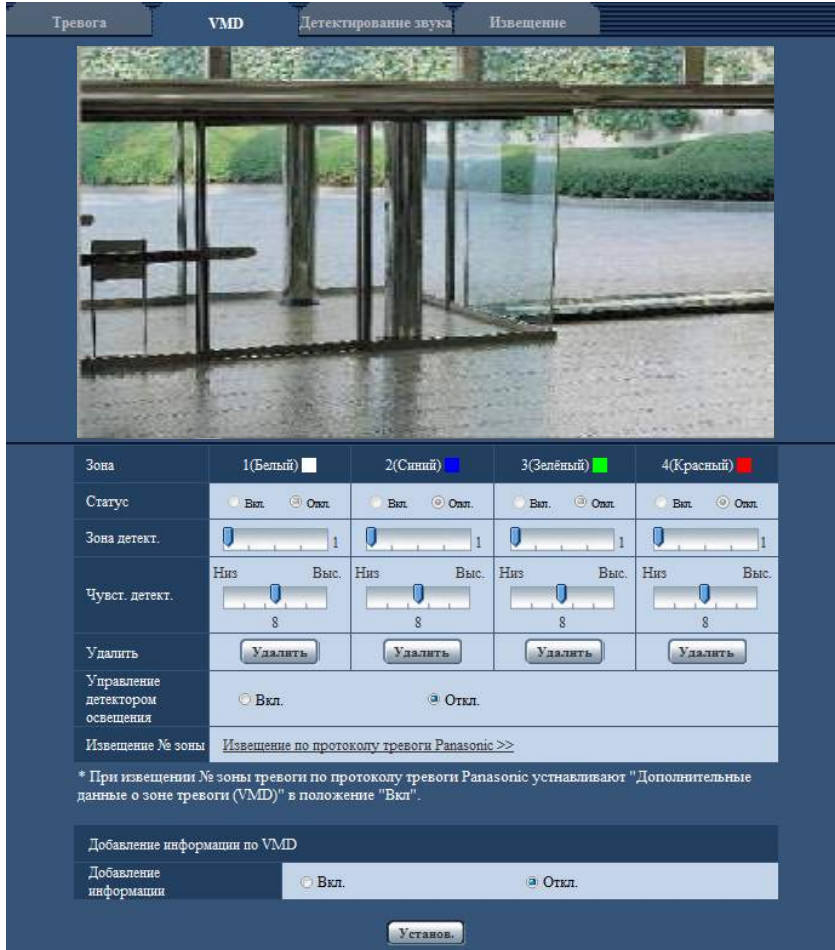 Тревога VMD Детектирование звука Извещение
Зона 1(Белый) 2(Синий) 3(Зелёный) 4(Красный)
Статус Вкл. Откл. Вкл. Откл. Вкл. Откл. Вкл. Откл.
Зона детект. 1 1 1 1
Чувст. детект. Низ Выс. Низ Выс. Низ Выс. Низ Выс.
8 8 8 8
Удалить Удалить Удалить Удалить Удалить
Управление
детектором
освещения
Вкл. Откл.
Извещение № зоны Извещение по протоколу тревоги Panasonic >>
* При извещении № зоны тревоги по протоколу тревоги Panasonic устнавливают "Дополнительные
данные о зоне тревоги (VMD)" в положение "Вкл".
Добавление информации по VMD
Добавление
информации
Вкл. Откл.
Установ.